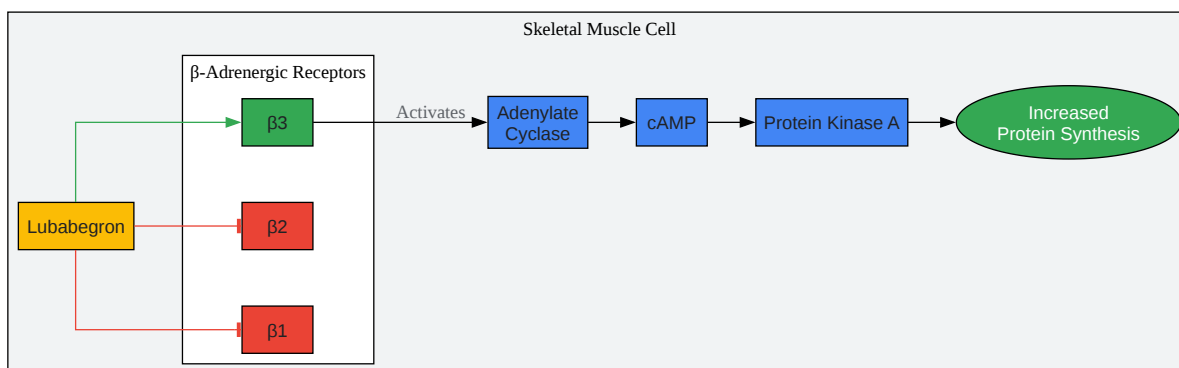 Skeletal Muscle Cell
β-Adrenergic Receptors
β3
Activates
Adenylate
Cyclase
cAMP
Protein Kinase A
Increased
Protein Synthesis
Lubabegron
β2
β1